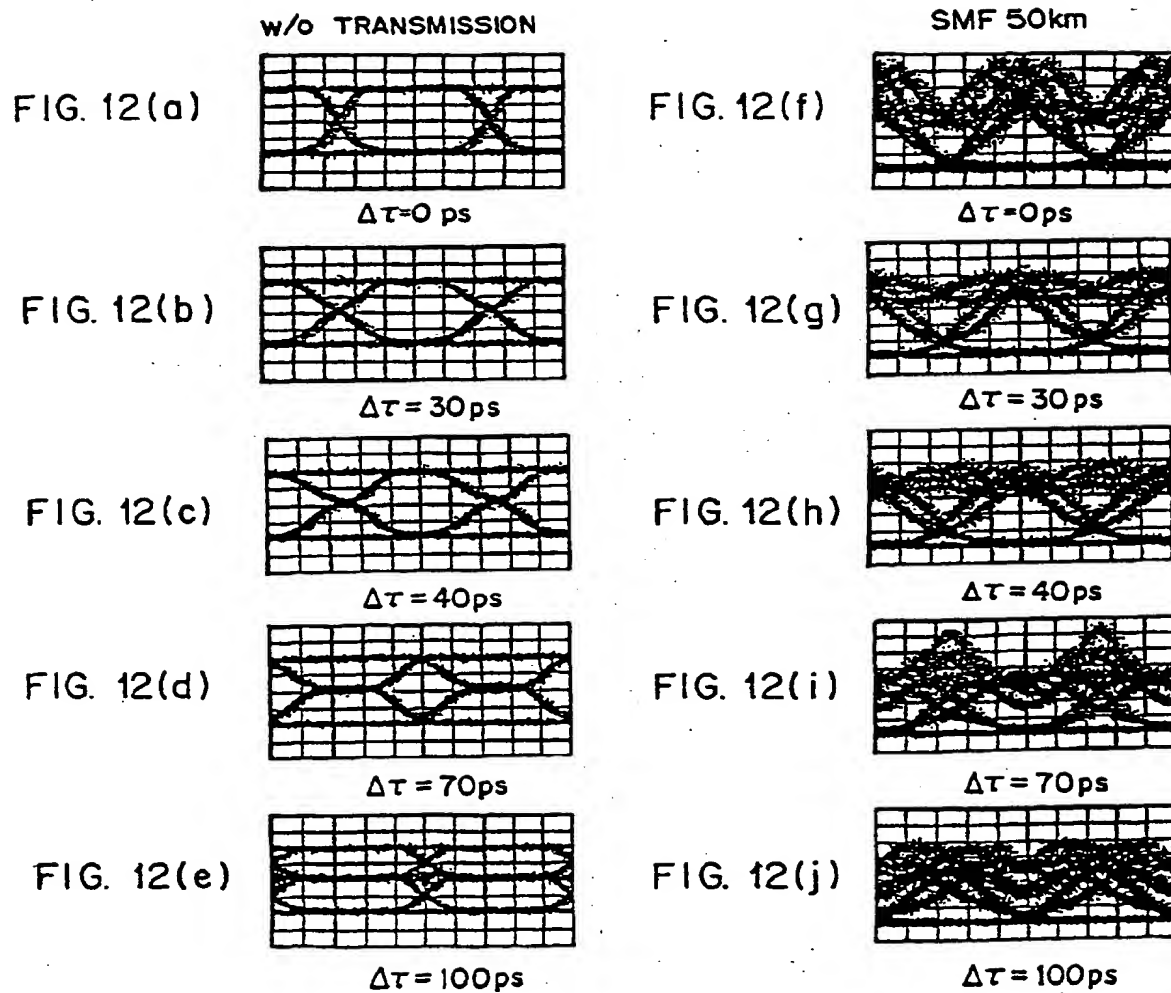 w/o TRANSMISSION
FIG. 12(a)
Δτ=0 ps
FIG. 12(b)
Δτ=30ps
FIG. 12(c)
Δτ=40ps
FIG. 12(d)
Δτ=70ps
FIG. 12(e)
Δτ=100ps
SMF 50km
FIG. 12(f)
Δτ=0ps
FIG. 12(g)
Δτ=30ps
FIG. 12(h)
Δτ=40ps
FIG. 12(i)
Δτ=70ps
FIG. 12(j)
Δτ=100ps